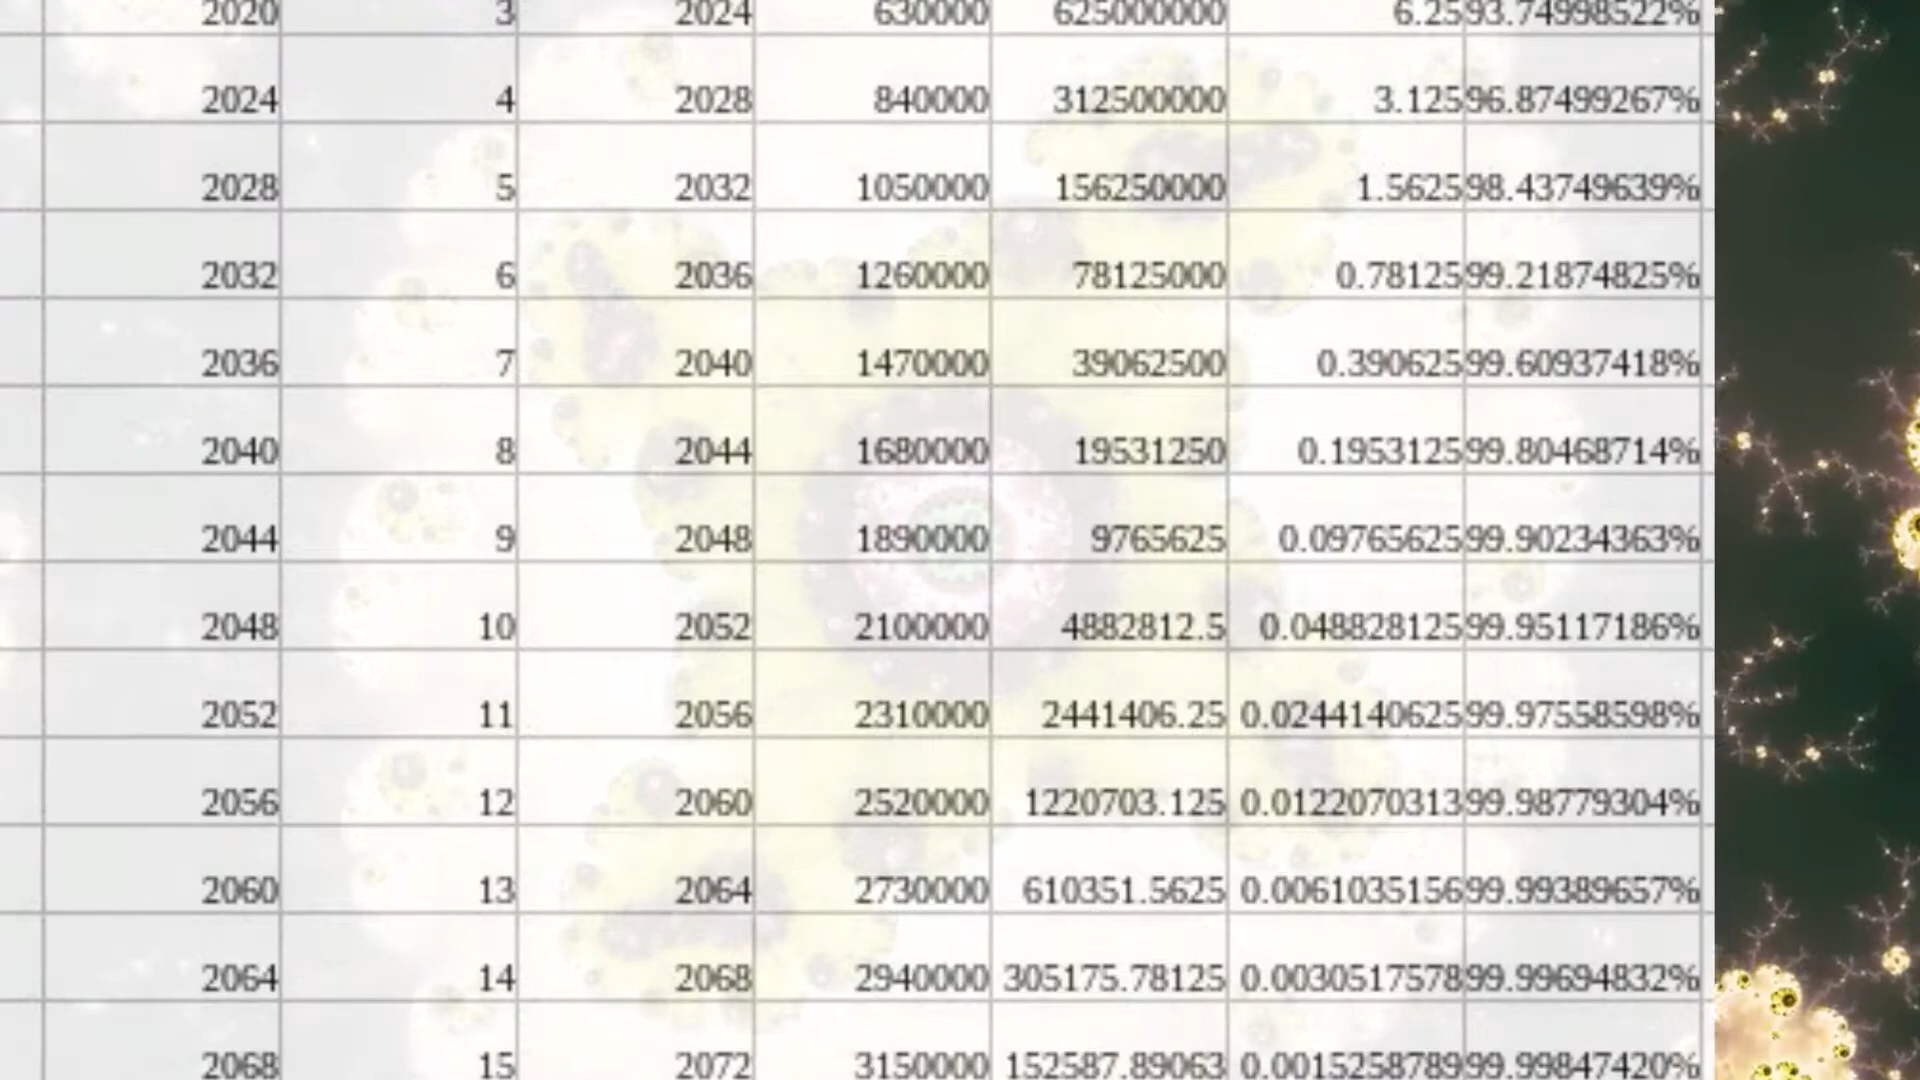 2020 3 2024 630000 625000000 6.25 93.74998522%
2024 4 2028 840000 312500000 3.125 96.87499267%
2028 5 2032 1050000 156250000 1.5625 98.43749639%
2032 6 2036 1260000 78125000 0.78125 99.21874825%
2036 7 2040 1470000 39062500 0.390625 99.60937418%
2040 8 2044 1680000 19531250 0.1953125 99.80468714%
2044 9 2048 1890000 9765625 0.09765625 99.90234363%
2048 10 2052 2100000 4882812.5 0.048828125 99.95117186%
2052 11 2056 2310000 2441406.25 0.0244140625 99.97558598%
2056 12 2060 2520000 1220703.125 0.0122070313 99.98779304%
2060 13 2064 2730000 610351.5625 0.0061035156 99.99389657%
2064 14 2068 2940000 305175.78125 0.0030517578 99.99694832%
2068 15 2072 3150000 152587.89063 0.0015258789 99.99847420%